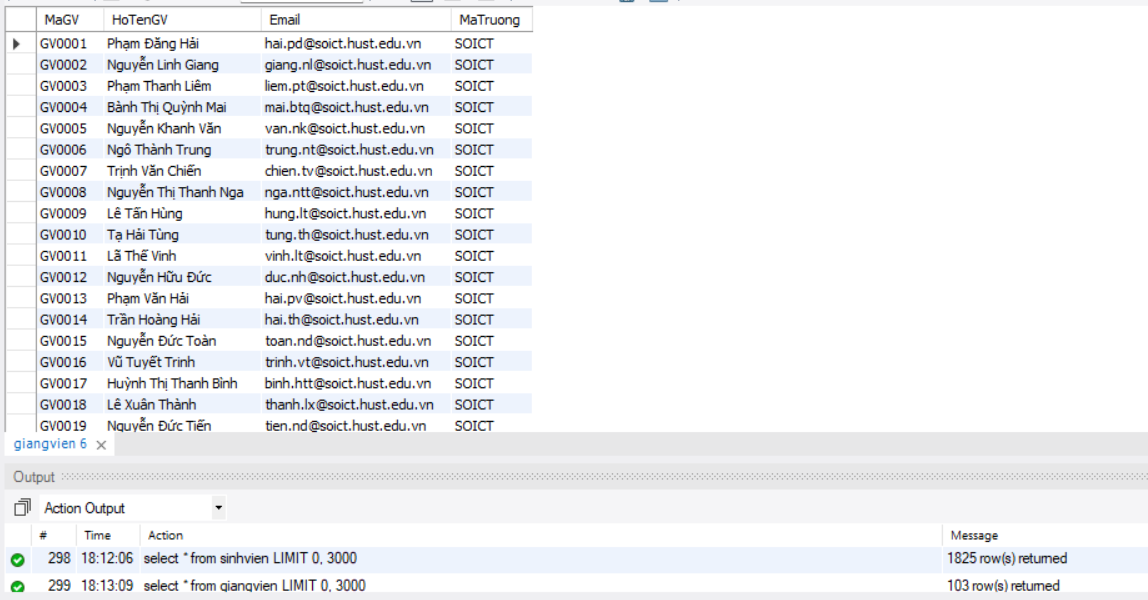 MaGV HoTenGV Email MaTruong
GV0001 Phạm Đăng Hải hai.pd@soict.hust.edu.vn SOICT
GV0002 Nguyễn Linh Giang giang.nl@soict.hust.edu.vn SOICT
GV0003 Phạm Thanh Liêm liem.pt@soict.hust.edu.vn SOICT
GV0004 Bành Thị Quỳnh Mai mai.btq@soict.hust.edu.vn SOICT
GV0005 Nguyễn Khanh Văn van.nk@soict.hust.edu.vn SOICT
GV0006 Ngô Thành Trung trung.nt@soict.hust.edu.vn SOICT
GV0007 Trịnh Văn Chiến chien.tv@soict.hust.edu.vn SOICT
GV0008 Nguyễn Thị Thanh Nga nga.ntt@soict.hust.edu.vn SOICT
GV0009 Lê Tấn Hùng hung.lt@soict.hust.edu.vn SOICT
GV0010 Tạ Hải Tùng tung.th@soict.hust.edu.vn SOICT
GV0011 Lã Thế Vinh vinh.lt@soict.hust.edu.vn SOICT
GV0012 Nguyễn Hữu Đức duc.nh@soict.hust.edu.vn SOICT
GV0013 Phạm Văn Hải hai.pv@soict.hust.edu.vn SOICT
GV0014 Trần Hoàng Hải hai.th@soict.hust.edu.vn SOICT
GV0015 Nguyễn Đức Toàn toan.nd@soict.hust.edu.vn SOICT
GV0016 Vũ Tuyết Trinh trinh.vt@soict.hust.edu.vn SOICT
GV0017 Huỳnh Thị Thanh Bình binh.htt@soict.hust.edu.vn SOICT
GV0018 Lê Xuân Thành thanh.lx@soict.hust.edu.vn SOICT
GV0019 Nguyễn Đức Tiến tien.nd@soict.hust.edu.vn SOICT
giangvien 6
Output
Action Output
# Time Action Message
298 18:12:06 select * from sinhvien LIMIT 0, 3000 1825 row(s) returned
299 18:13:09 select * from giangvien LIMIT 0, 3000 103 row(s) returned